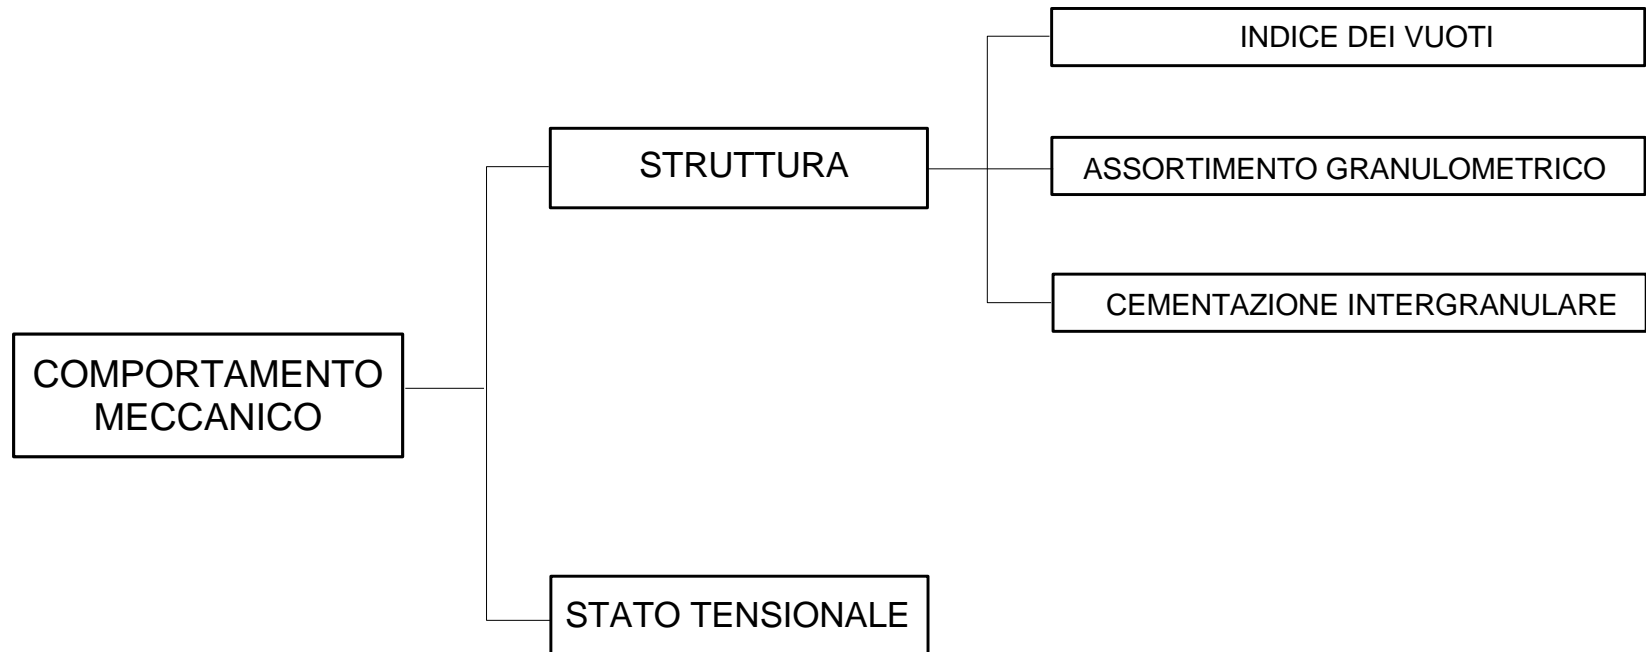 INDICE DEI VUOTI
STRUTTURA
ASSORTIMENTO GRANULOMETRICO
CEMENTAZIONE INTERGRANULARE
COMPORTAMENTO
MECCANICO
STATO TENSIONALE